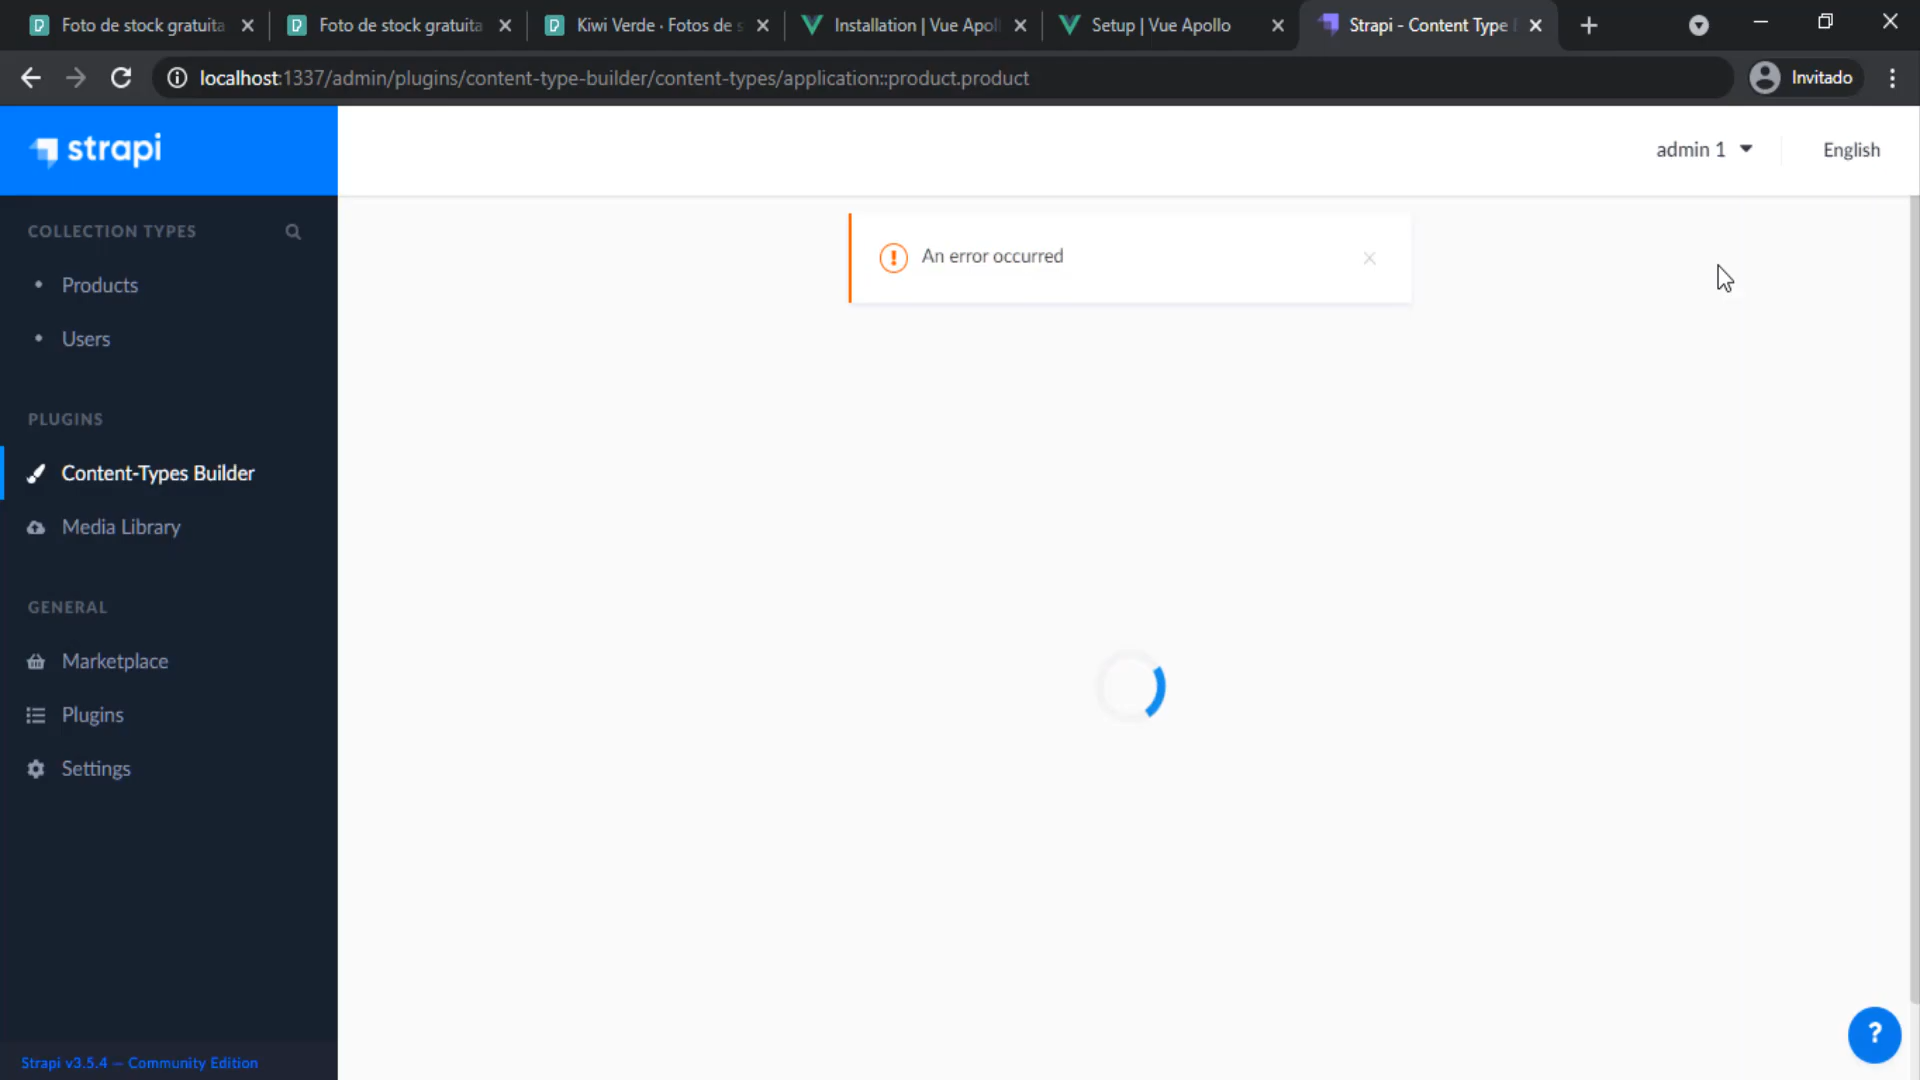 Foto de stock gratuita
Foto de stock gratuita
Kiwi Verde · Fotos de s
Installation | Vue Apoll
Setup | Vue Apollo
Strapi - Content Type
localhost:1337/admin/plugins/content-type-builder/content-types/application::product.product
Invitado
strapi
admin 1
English
COLLECTION TYPES
An error occurred
Products
Users
PLUGINS
Content-Types Builder
Media Library
GENERAL
Marketplace
Plugins
Settings
?
Strapi v3.5.4 — Community Edition